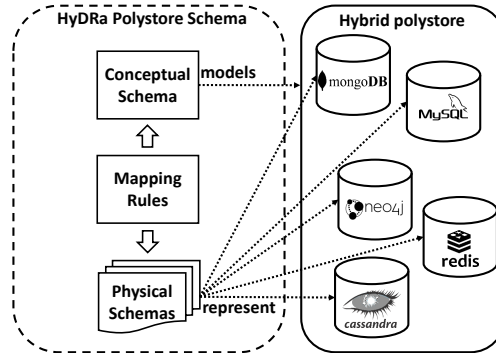 HyDRa Polystore Schema
Conceptual
Schema
models
Mapping
Rules
Physical
Schemas
represent
Hybrid polystore
mongoDB
MySQL
neo4j
redis
cassandra